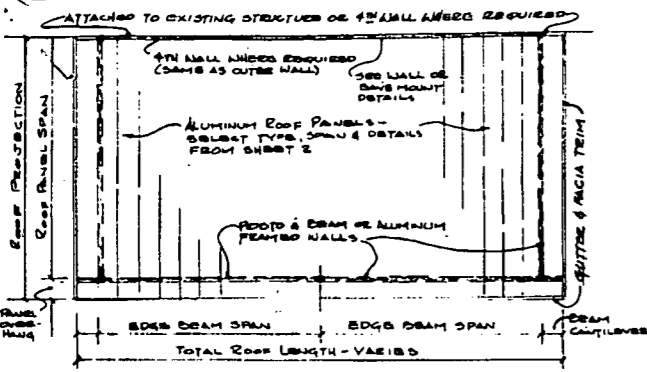 ATTACHED TO EXISTING STRUCTURE OR 4TH WALL WHERE REQUIRED
4TH WALL WHERE REQUIRED
(SAME AS OUTER WALL)
SEE WALL OR
EAVE MOUNT
DETAILS
ROOF PROJECTION
ROOF PANEL SPAN
ALUMINUM ROOF PANELS -
SELECT TYPE, SPAN & DETAILS
FROM SHEET 2
GUTTER & FACIA TRIM
& BEAM OR ALUMINUM
FRAMED WALLS
PANEL
OVER-
HANG
EDGE BEAM SPAN
EDGE BEAM SPAN
BEAM
CANTILEVER
TOTAL ROOF LENGTH - VARIES